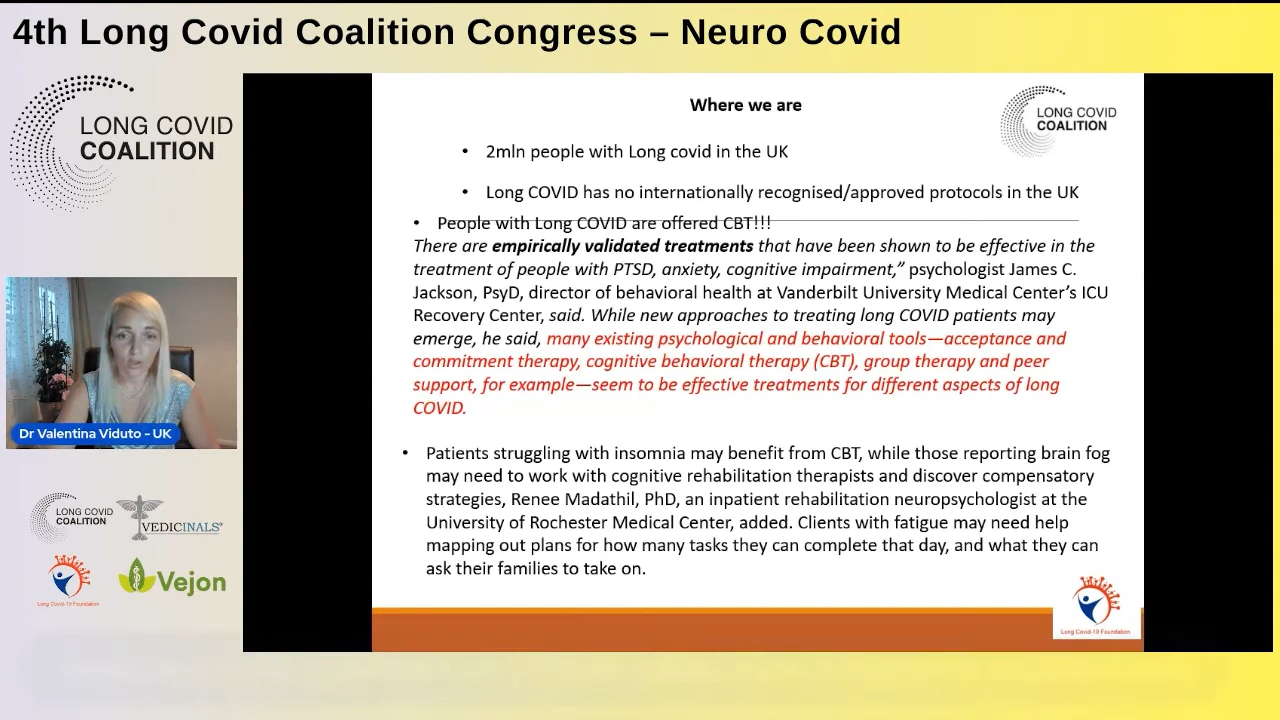 4th Long Covid Coalition Congress – Neuro Covid
LONG COVID
COALITION
Where we are
LONG COVID
COALITION
• 2mln people with Long covid in the UK
• Long COVID has no internationally recognised/approved protocols in the UK
• People with Long COVID are offered CBT!!!
There are empirically validated treatments that have been shown to be effective in the
treatment of people with PTSD, anxiety, cognitive impairment,” psychologist James C.
Jackson, PsyD, director of behavioral health at Vanderbilt University Medical Center’s ICU
Recovery Center, said. While new approaches to treating long COVID patients may
emerge, he said, many existing psychological and behavioral tools—acceptance and
commitment therapy, cognitive behavioral therapy (CBT), group therapy and peer
support, for example—seem to be effective treatments for different aspects of long
COVID.
• Patients struggling with insomnia may benefit from CBT, while those reporting brain fog
may need to work with cognitive rehabilitation therapists and discover compensatory
strategies, Renee Madathil, PhD, an inpatient rehabilitation neuropsychologist at the
University of Rochester Medical Center, added. Clients with fatigue may need help
mapping out plans for how many tasks they can complete that day, and what they can
ask their families to take on.
Long Covid-19 Foundation
Dr Valentina Viduto - UK
LONG COVID
COALITION
VEDICINALS®
Long Covid-19 Foundation
Vejon